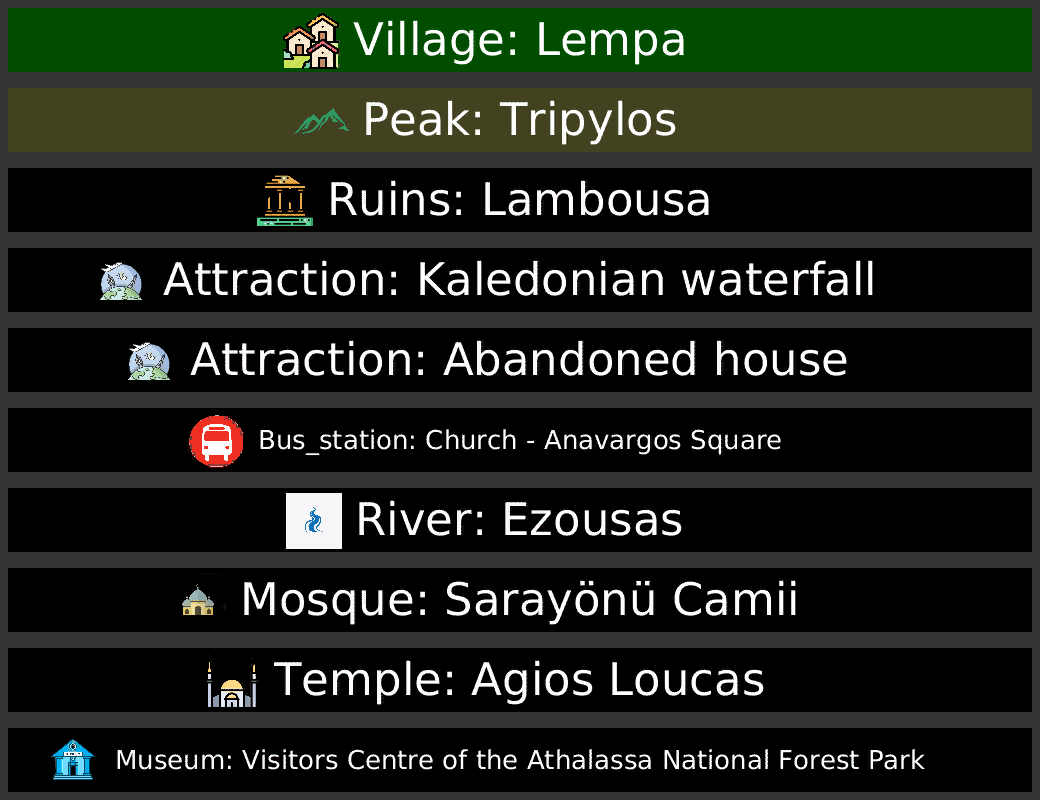 Village: Lempa
Peak: Tripylos
Ruins: Lambousa
Attraction: Kaledonian waterfall
Attraction: Abandoned house
Bus_station: Church - Anavargos Square
River: Ezousas
Mosque: Sarayönü Camii
Temple: Agios Loucas
Museum: Visitors Centre of the Athalassa National Forest Park